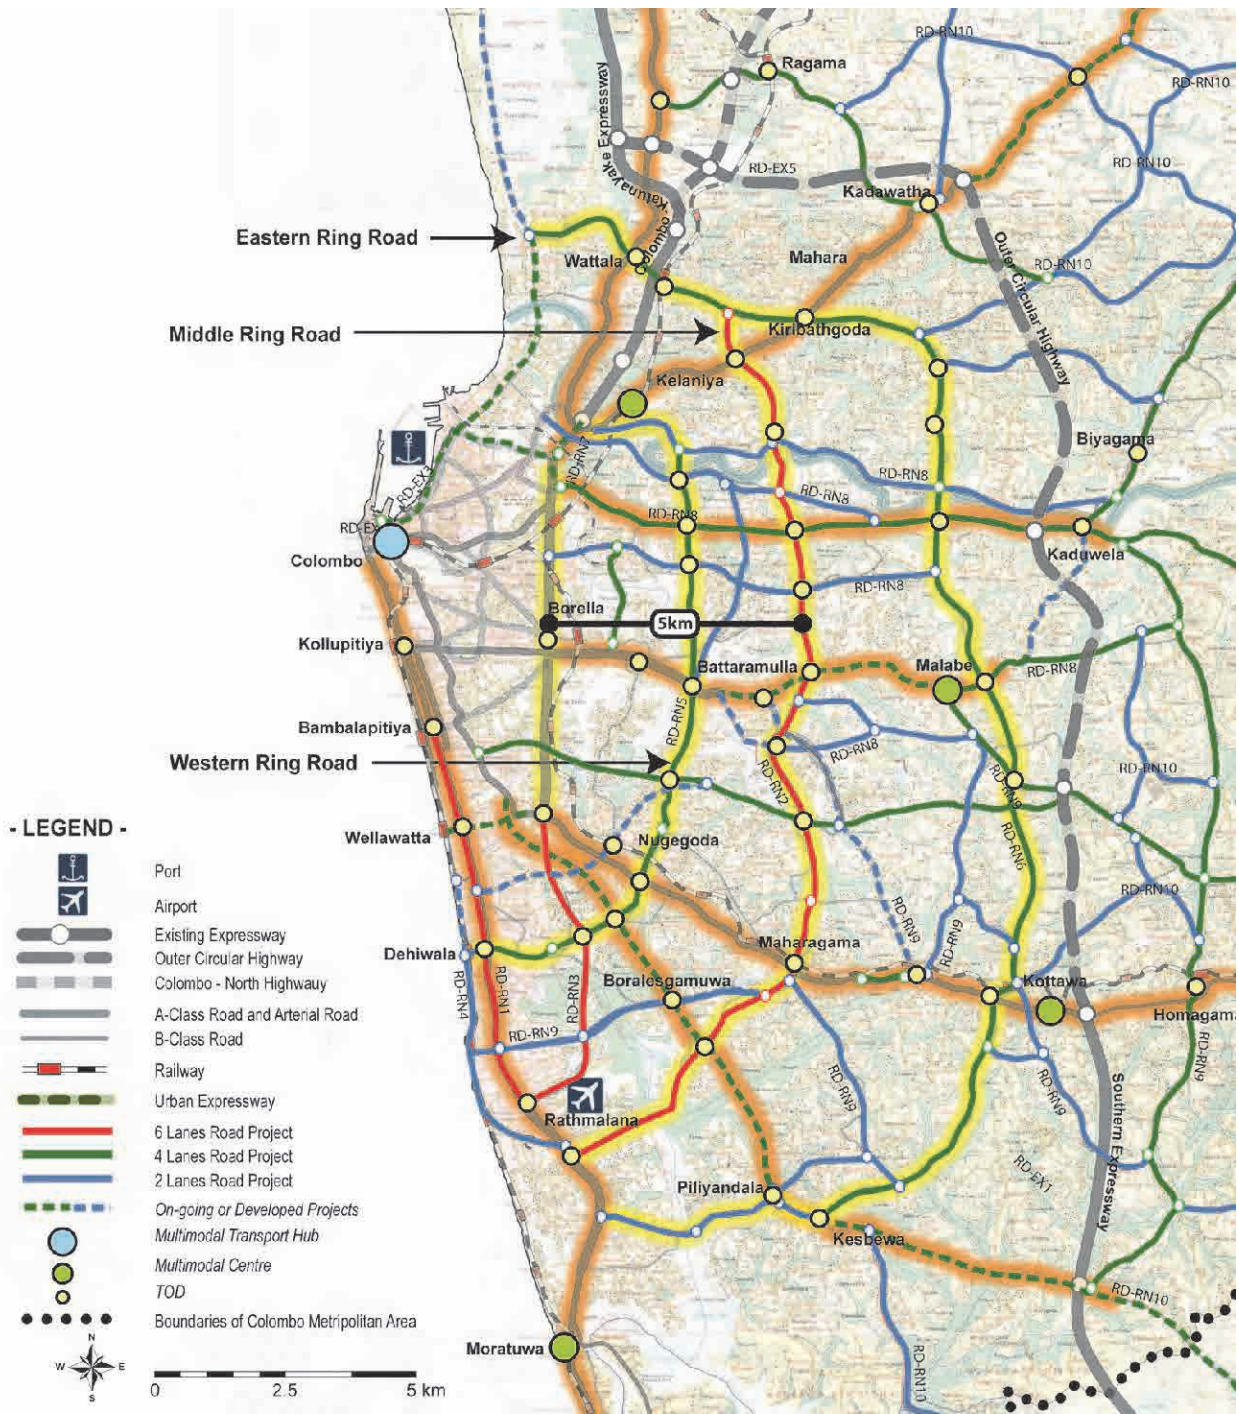 RD-RN10
Ragama
RD-RN10
Colombo - Katunayake Expressway
RD-EX5
RD-RN10
Kadawatha
Eastern Ring Road
Wattala
Mahara
RD-RN10
Outer Circular Highway
Middle Ring Road
Kiribathgoda
Kelaniya
Biyagama
RD-RN7
RD-EX3
RD-RN8
RD-RN8
RD-RN8
RD-EX
Colombo
Kaduwela
RD-RN8
Borella
5km
Kollupitiya
Battaramulla
Malabe
RD-RN8
RD-RN5
Bambalapitiya
RD-RN8
Western Ring Road
RD-RN2
RD-RN9
RD-RN10
- LEGEND -
Wellawatta
Nugegoda
RD-RN6
Port
RD-RN10
Airport
RD-RN9
RD-RN9
Existing Expressway
Dehiwala
Maharagama
Outer Circular Highway
Boralesgamuwa
Kottawa
Colombo - North Highwauy
RD-RN4
RD-RN1
RD-RN3
Homagama
A-Class Road and Arterial Road
B-Class Road
RD-RN9
RD-RN9
Railway
RD-RN9
RD-RN9
Urban Expressway
Rathmalana
Southern Expressway
6 Lanes Road Project
4 Lanes Road Project
2 Lanes Road Project
RD-EX1
Piliyandala
On-going or Developed Projects
Multimodal Transport Hub
Kesbewa
Multimodal Centre
TOD
RD-RN10
Boundaries of Colombo Metripolitan Area
N
W E
S
Moratuwa
0 2.5 5 km
RD-RN10